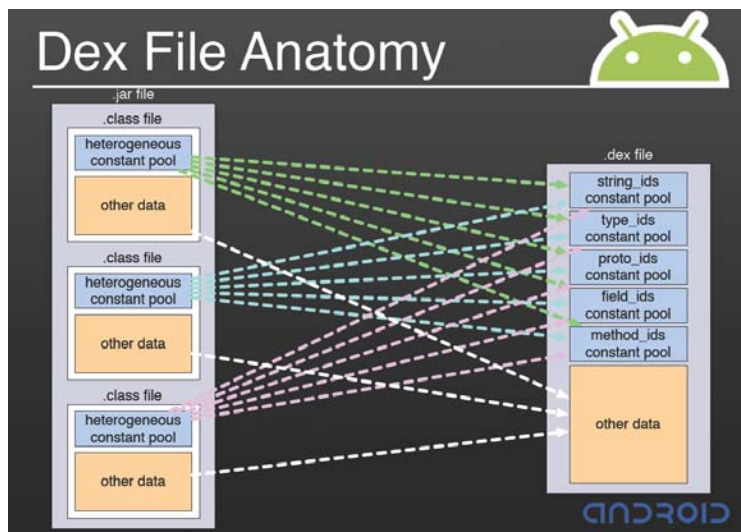 Dex File Anatomy
.jar file
.class file
heterogeneous
constant pool
other data
.class file
heterogeneous
constant pool
other data
.class file
heterogeneous
constant pool
other data
.dex file
string_ids
constant pool
type_ids
constant pool
proto_ids
constant pool
field_ids
constant pool
method_ids
constant pool
other data
ANDROID